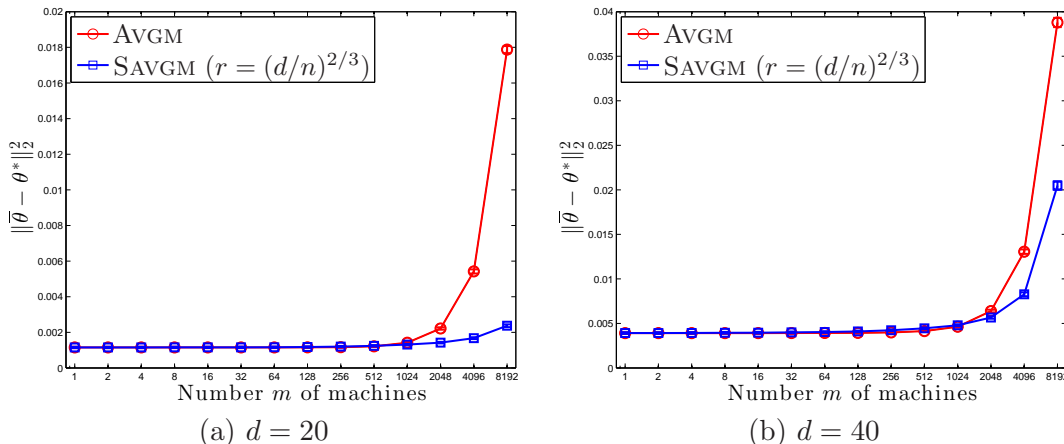 0.018
0.016
0.014
0.012
0.01
0.008
0.006
0.004
0.002
0
‖θ̅ − θ*‖₂²
AVGM
SAVGM (r = (d/n)^{2/3})
1 2 4 8 16 32 64 128 256 512 1024 2048 4096 8192
Number m of machines
(a) d = 20
0.04
0.035
0.03
0.025
0.02
0.015
0.01
0.005
0
‖θ̅ − θ*‖₂²
AVGM
SAVGM (r = (d/n)^{2/3})
1 2 4 8 16 32 64 128 256 512 1024 2048 4096 8192
Number m of machines
(b) d = 40